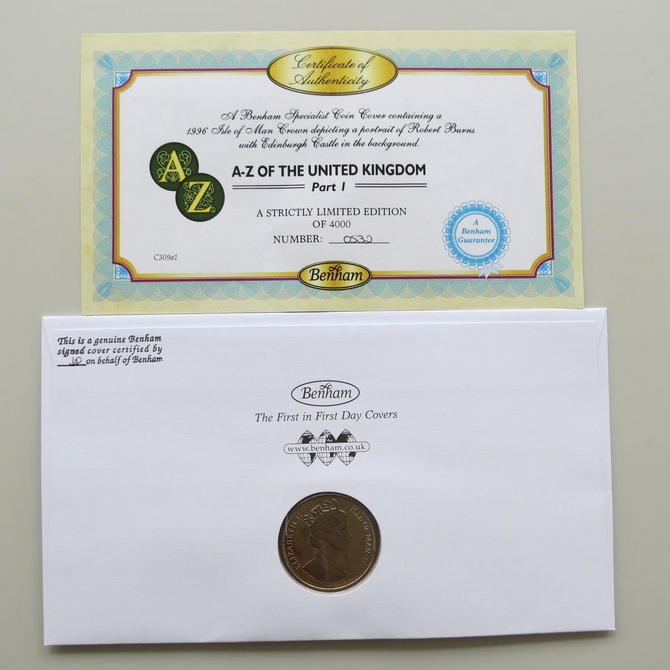 Certificate of
Authenticity
A Benham Specialist Coin Cover containing a
1996 Isle of Man Crown depicting a portrait of Robert Burns
with Edinburgh Castle in the background.
A
Z
A-Z OF THE UNITED KINGDOM
Part 1
A STRICTLY LIMITED EDITION
OF 4000
NUMBER: 0532
A
Benham
Guarantee
C309a1
Benham
This is a genuine Benham
signed cover certified by
on behalf of Benham
Benham
The First in First Day Covers
www.benham.co.uk
ELIZABETH II ISLE OF MAN